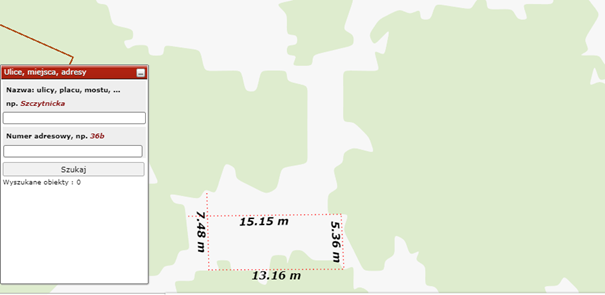 Ulice, miejsca, adresy
Nazwa: ulicy, placu, mostu, ...
np. Szczytnicka
Numer adresowy, np. 36b
Szukaj
Wyszukane obiekty : 0
7.48 m
15.15 m
5.36 m
13.16 m